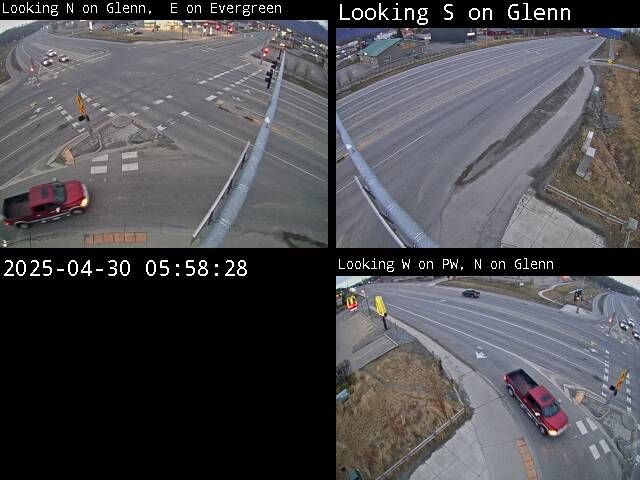 Looking N on Glenn,  E on Evergreen
Looking S on Glenn
2025-04-30 05:58:28
Looking W on PW, N on Glenn